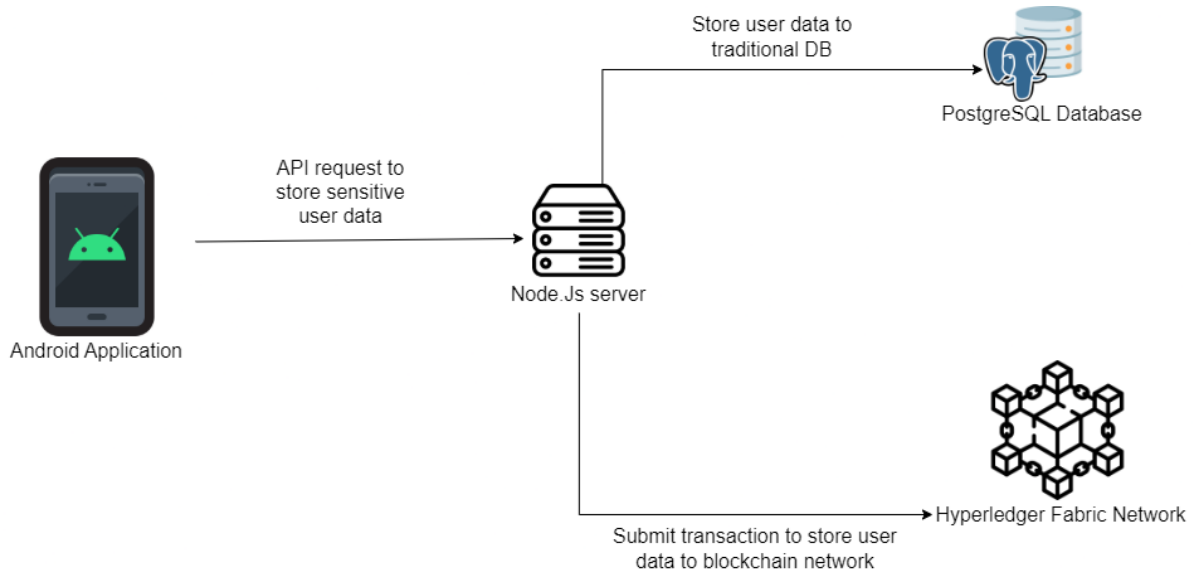 Store user data to
traditional DB
PostgreSQL Database
API request to
store sensitive
user data
Node.Js server
Android Application
Hyperledger Fabric Network
Submit transaction to store user
data to blockchain network